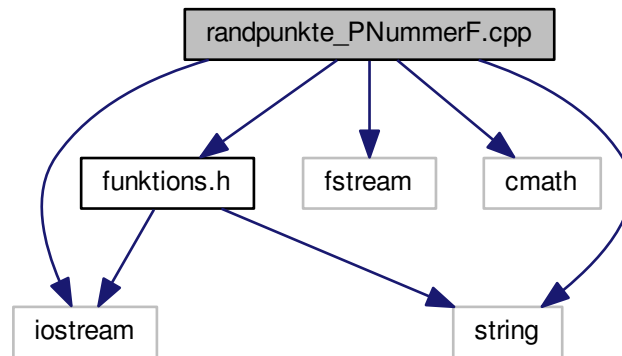 randpunkte_PNummerF.cpp
funktions.h
fstream
cmath
iostream
string